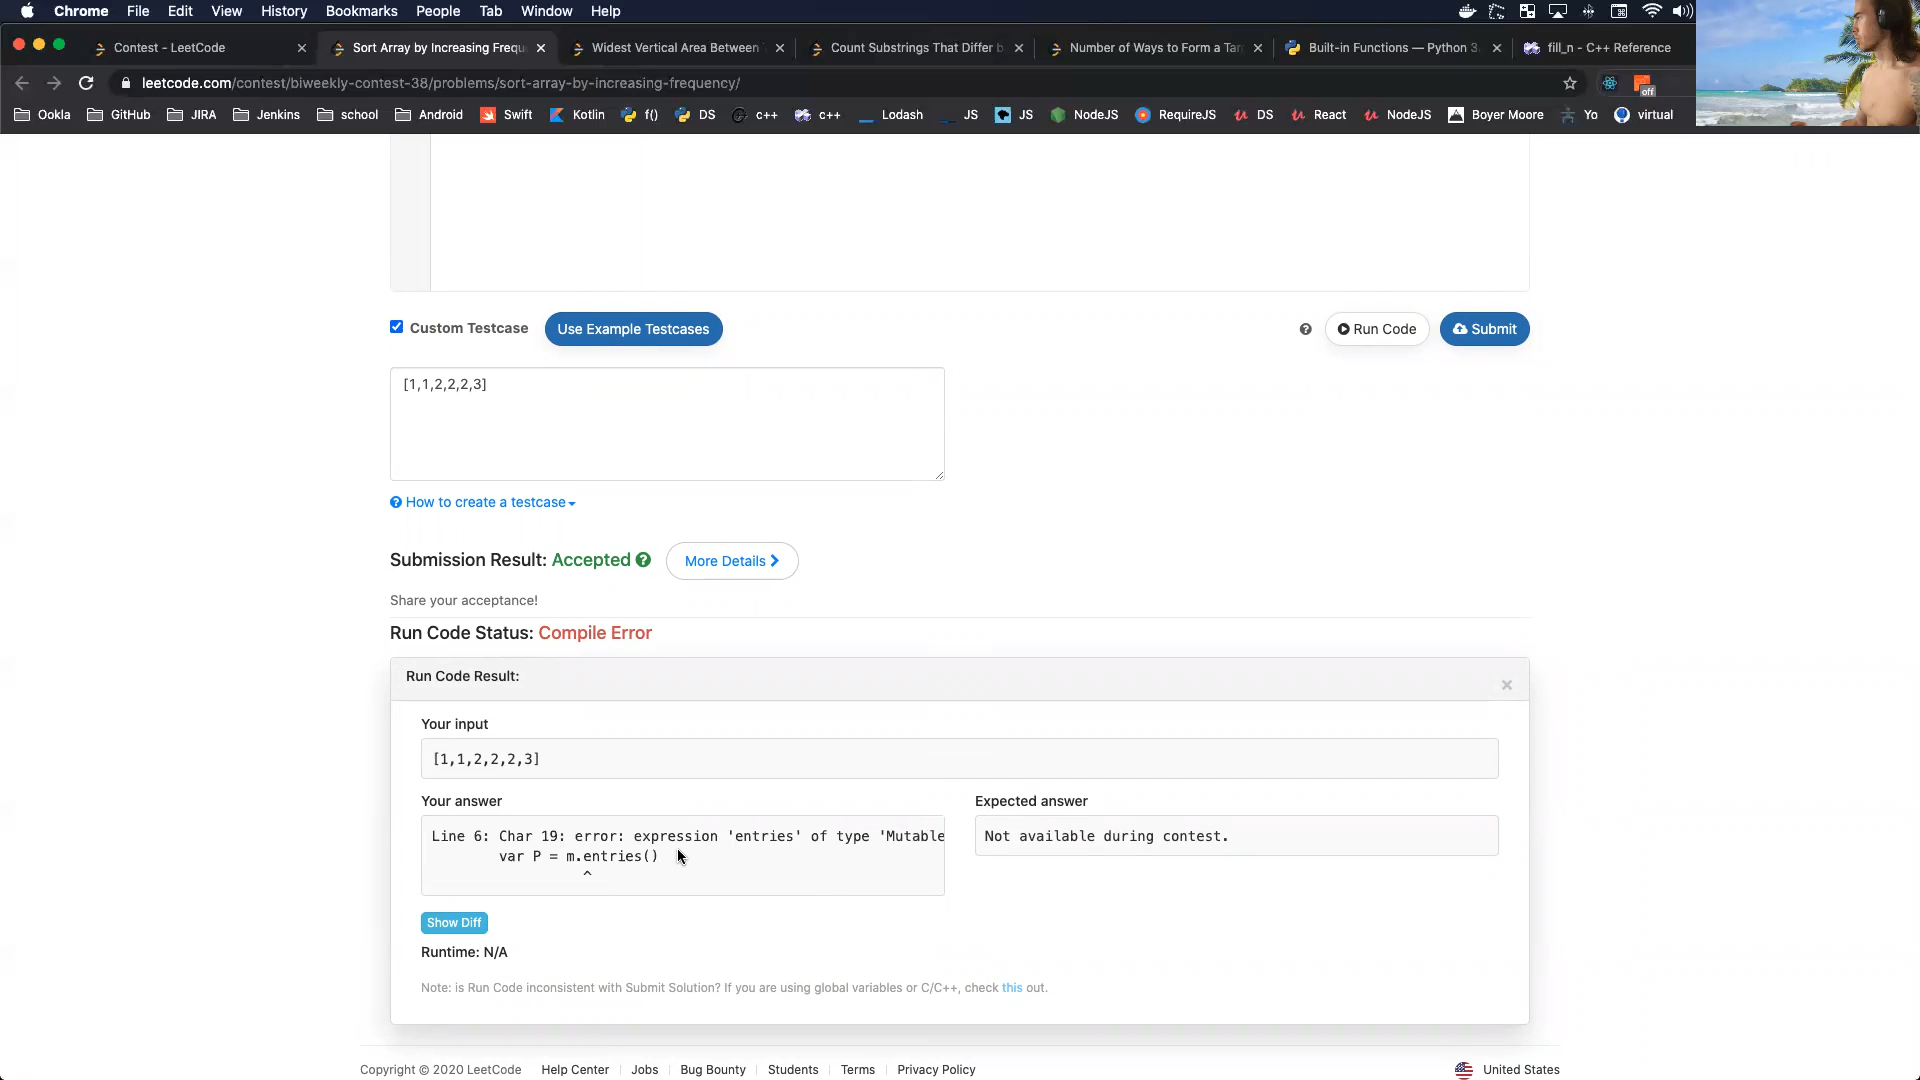 Chrome File Edit View History Bookmarks People Tab Window Help
Contest - LeetCode
Sort Array by Increasing Frequ
Widest Vertical Area Between
Count Substrings That Differ b
Number of Ways to Form a Tar
Built-in Functions — Python 3.
fill_n - C++ Reference
leetcode.com/contest/biweekly-contest-38/problems/sort-array-by-increasing-frequency/
off
Ookla GitHub JIRA Jenkins school Android Swift Kotlin f() DS c++ c++ Lodash JS JS NodeJS RequireJS DS React NodeJS Boyer Moore Yo virtual
Custom Testcase Use Example Testcases Run Code Submit
[1,1,2,2,2,3]
How to create a testcase
Submission Result: Accepted More Details
Share your acceptance!
Run Code Status: Compile Error
Run Code Result:
Your input
[1,1,2,2,2,3]
Your answer Expected answer
Line 6: Char 19: error: expression 'entries' of type 'Mutable
Not available during contest.
var P = m.entries()
^
Show Diff
Runtime: N/A
Note: is Run Code inconsistent with Submit Solution? If you are using global variables or C/C++, check this out.
Copyright © 2020 LeetCode Help Center Jobs Bug Bounty Students Terms Privacy Policy United States